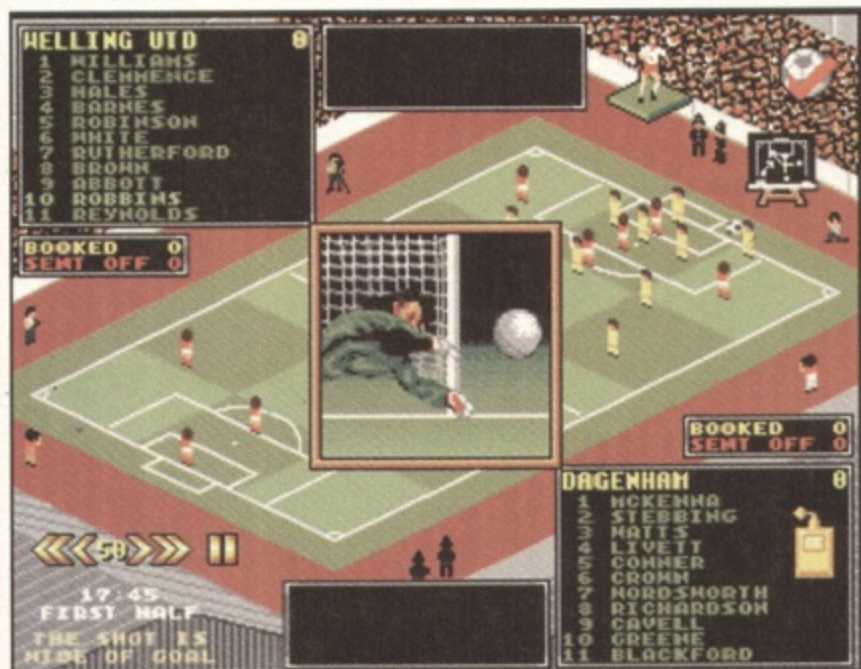 WELLING UTD 0
1 WILLIAMS
2 CLEMMENCE
3 HALES
4 BARNES
5 ROBINSON
6 WHITE
7 RUTHERFORD
8 BROWN
9 ABBOTT
10 ROBBINS
11 REYNOLDS
BOOKED 0
SENT OFF 0
BOOKED 0
SENT OFF 0
DAGENHAM 0
1 MCKENNA
2 STEBBING
3 WATTS
4 LIVETT
5 CONNER
6 CROWN
7 NORDSWORTH
8 RICHARDSON
9 CAVELL
10 GREENE
11 BLACKFORD
50
17:45
FIRST HALF
THE SHOT IS
WIDE OF GOAL